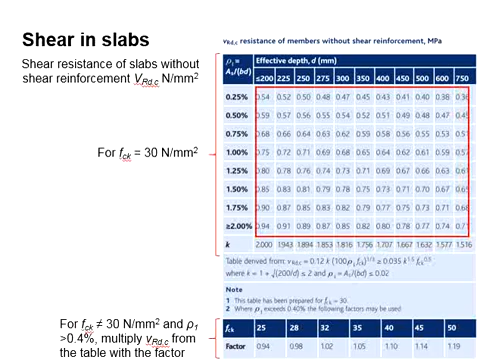 Shear in slabs
Shear resistance of slabs without
shear reinforcement VRd,c N/mm2
For fck = 30 N/mm2
For fck ≠ 30 N/mm2 and ρ1
>0.4%, multiply vRd,c from
the table with the factor
vRd,c resistance of members without shear reinforcement, MPa
ρ1 = Effective depth, d (mm)
As/(bd) ≤200 225 250 275 300 350 400 450 500 600 750
0.25% 0.54 0.52 0.50 0.48 0.47 0.45 0.43 0.41 0.40 0.38 0.36
0.50% 0.59 0.57 0.56 0.55 0.54 0.52 0.51 0.49 0.48 0.47 0.45
0.75% 0.68 0.66 0.64 0.63 0.62 0.59 0.58 0.56 0.55 0.53 0.51
1.00% 0.75 0.72 0.71 0.69 0.68 0.65 0.64 0.62 0.61 0.59 0.57
1.25% 0.80 0.78 0.76 0.74 0.73 0.71 0.69 0.67 0.66 0.63 0.61
1.50% 0.85 0.83 0.81 0.79 0.78 0.75 0.73 0.71 0.70 0.67 0.65
1.75% 0.90 0.87 0.85 0.83 0.82 0.79 0.77 0.75 0.73 0.71 0.68
≥2.00% 0.94 0.91 0.89 0.87 0.85 0.82 0.80 0.78 0.77 0.74 0.71
k 2.000 1.943 1.894 1.853 1.816 1.756 1.707 1.667 1.632 1.577 1.516
Table derived from: vRd,c = 0.12 k (100ρ1 fck)1/3 ≥ 0.035 k1.5 fck0.5
where k = 1 + √(200/d) ≤ 2 and ρ1 = As/(bd) ≤ 0.02
Note
1 This table has been prepared for fck = 30.
2 Where ρ1 exceeds 0.40% the following factors may be used
fck 25 28 32 35 40 45 50
Factor 0.94 0.98 1.02 1.05 1.10 1.14 1.19